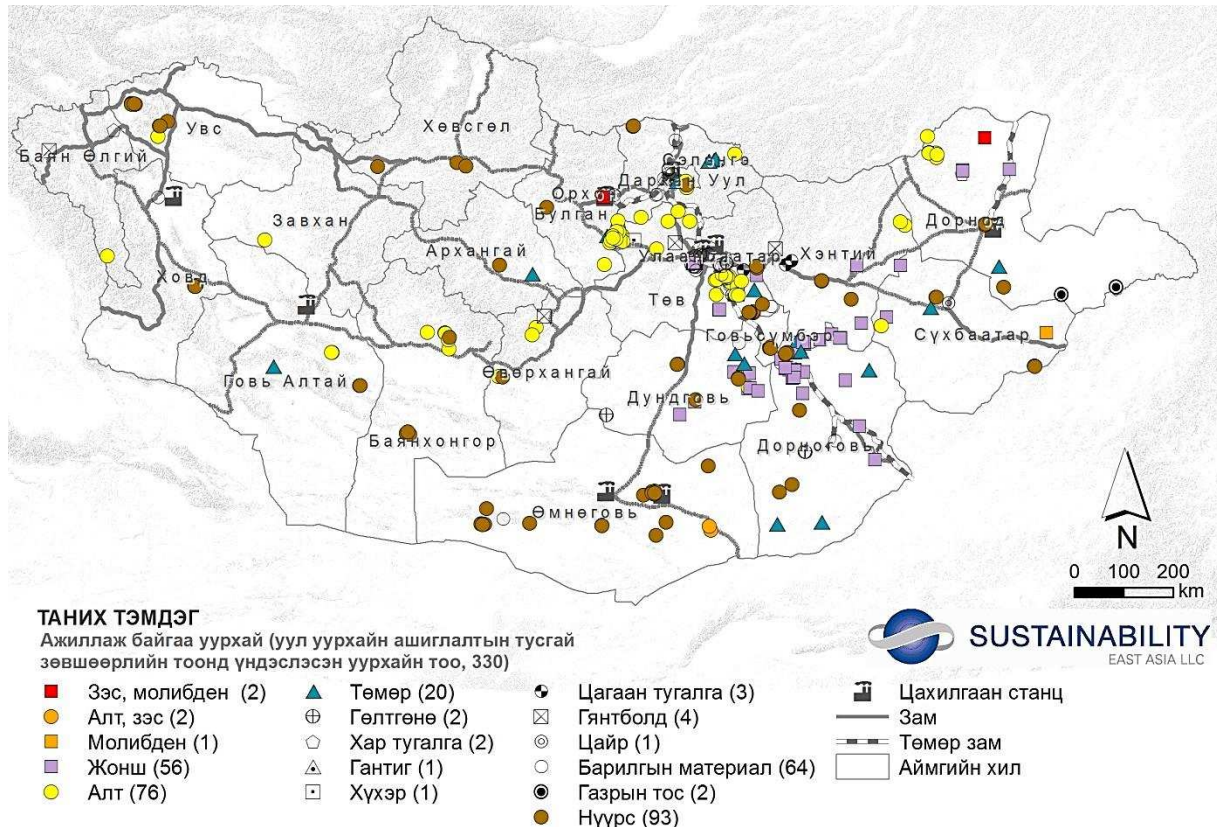 Увс
Хөвсгөл
Баян Өлгий
Сэлэнгэ
Дархан Уул
Орхон
Булган
Завхан
Архангай
Улаанбаатар
Хэнтий
Дорнод
Ховд
Төв
Говьсүмбэр
Сүхбаатар
Говь Алтай
Өвөрхангай
Дундговь
Баянхонгор
Дорноговь
Өмнөговь
N
0 100 200
km
ТАНИХ ТЭМДЭГ
Ажиллаж байгаа уурхай (уул уурхайн ашиглалтын тусгай
зөвшөөрлийн тоонд үндэслэсэн уурхайн тоо, 330)
SUSTAINABILITY
EAST ASIA LLC
Зэс, молибден (2)
Алт, зэс (2)
Молибден (1)
Жонш (56)
Алт (76)
Төмөр (20)
Гөлтгөнө (2)
Хар тугалга (2)
Гантиг (1)
Хүхэр (1)
Цагаан тугалга (3)
Гянтболд (4)
Цайр (1)
Барилгын материал (64)
Газрын тос (2)
Нүүрс (93)
Цахилгаан станц
Зам
Төмөр зам
Аймгийн хил